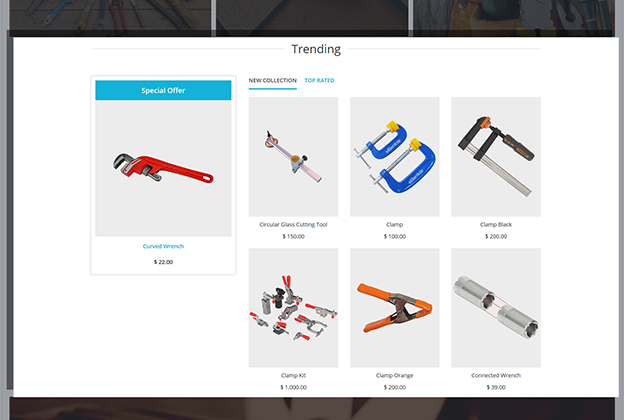 Trending
Special Offer
Curved Wrench
$ 22.00
NEW COLLECTION TOP RATED
Circular Glass Cutting Tool
$ 150.00
Clamp
$ 100.00
Clamp Black
$ 200.00
Clamp Kit
$ 1,000.00
Clamp Orange
$ 200.00
Connected Wrench
$ 39.00